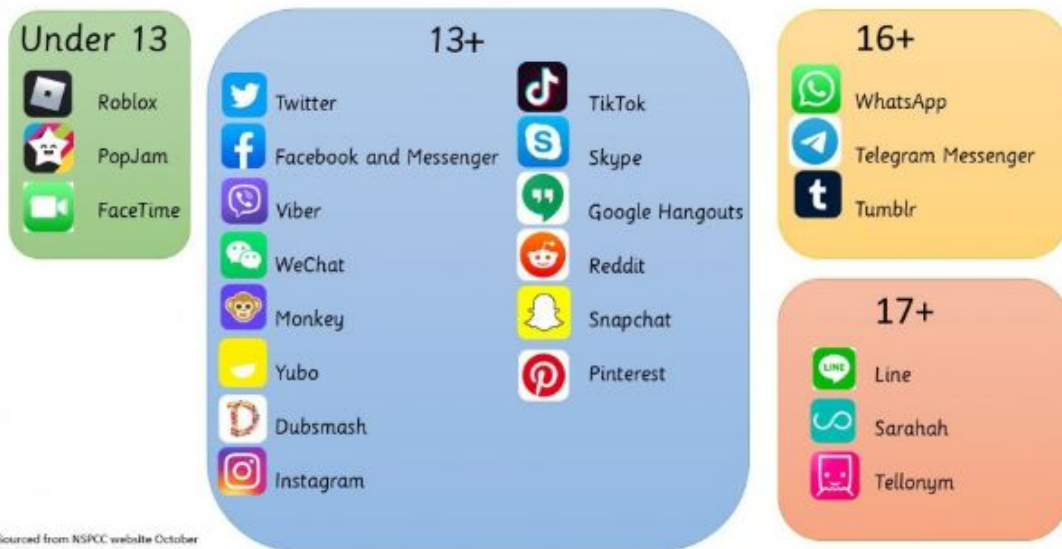 Under 13
Roblox
PopJam
FaceTime
13+
Twitter
Facebook and Messenger
Viber
WeChat
Monkey
Yubo
Dubsmash
Instagram
TikTok
Skype
Google Hangouts
Reddit
Snapchat
Pinterest
16+
WhatsApp
Telegram Messenger
Tumblr
17+
LINE
Line
Sarahah
Tellonym
Sourced from NSPCC website October